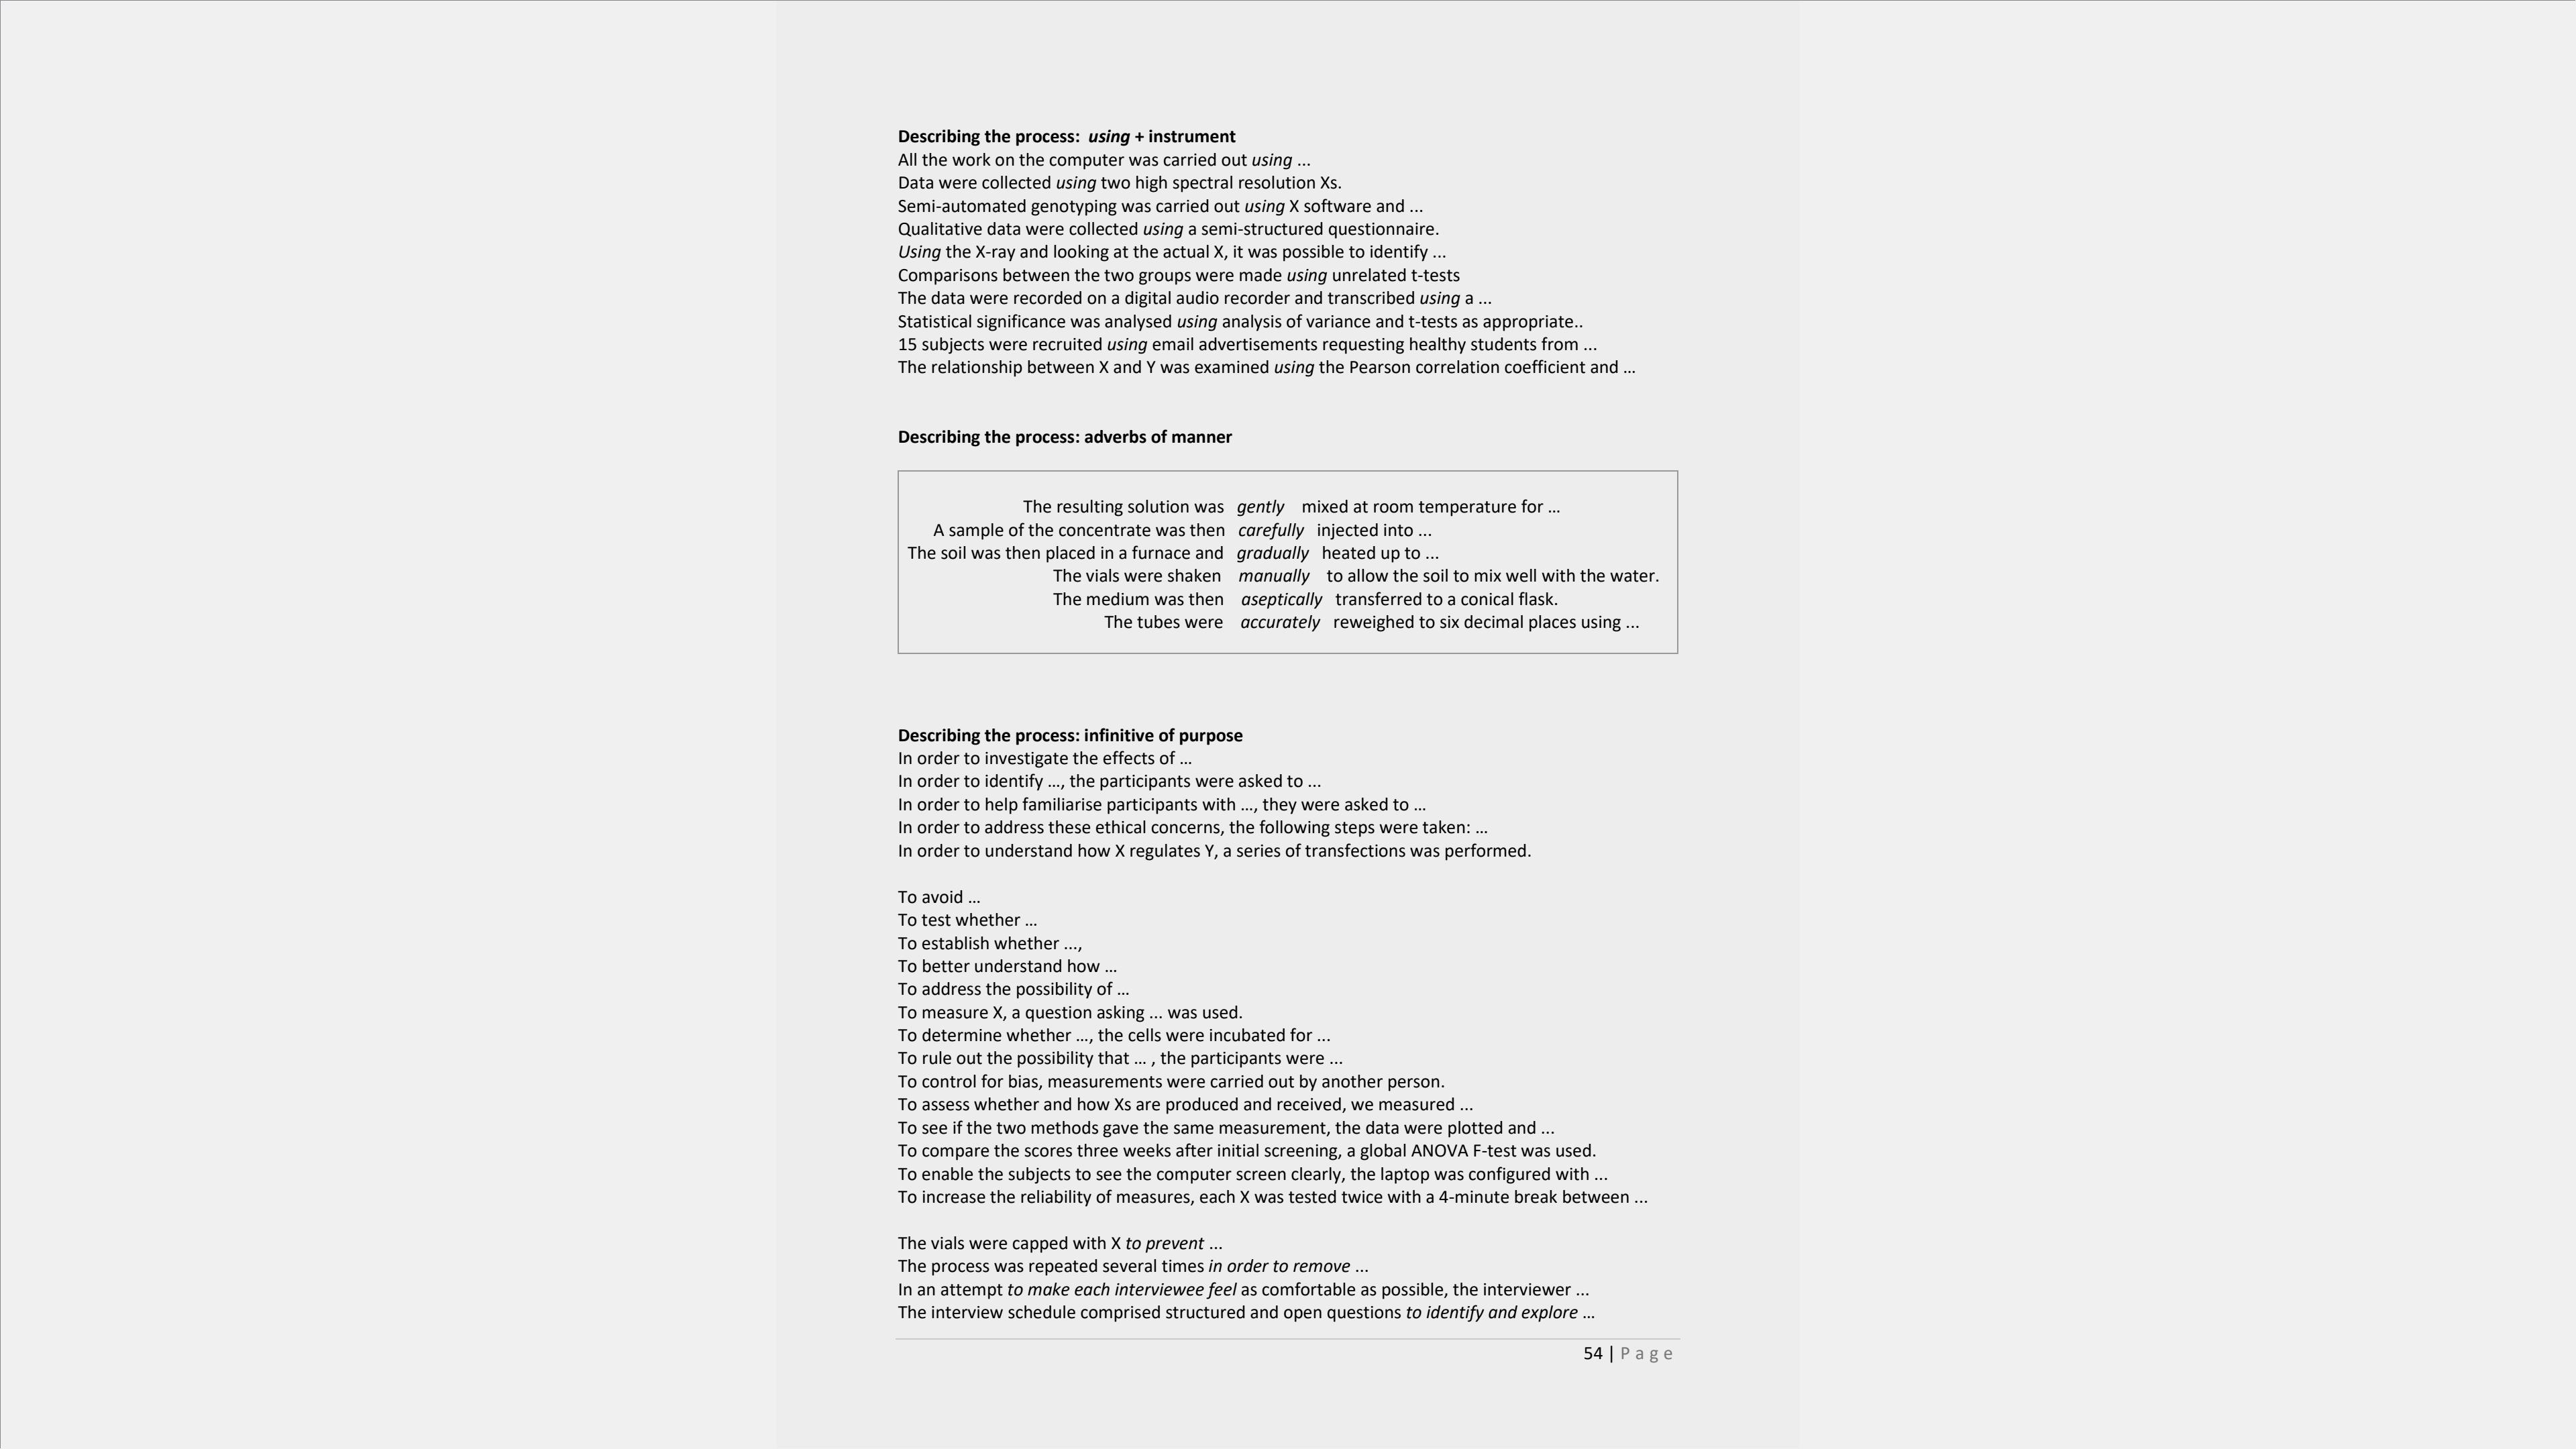 Describing the process:  using + instrument
All the work on the computer was carried out using ...
Data were collected using two high spectral resolution Xs.
Semi-automated genotyping was carried out using X software and ...
Qualitative data were collected using a semi-structured questionnaire.
Using the X-ray and looking at the actual X, it was possible to identify ...
Comparisons between the two groups were made using unrelated t-tests
The data were recorded on a digital audio recorder and transcribed using a ...
Statistical significance was analysed using analysis of variance and t-tests as appropriate..
15 subjects were recruited using email advertisements requesting healthy students from ...
The relationship between X and Y was examined using the Pearson correlation coefficient and …
Describing the process: adverbs of manner
The resulting solution was gently mixed at room temperature for …
A sample of the concentrate was then carefully injected into ...
The soil was then placed in a furnace and gradually heated up to ...
The vials were shaken manually to allow the soil to mix well with the water.
The medium was then aseptically transferred to a conical flask.
The tubes were accurately reweighed to six decimal places using ...
Describing the process: infinitive of purpose
In order to investigate the effects of …
In order to identify …, the participants were asked to ...
In order to help familiarise participants with …, they were asked to …
In order to address these ethical concerns, the following steps were taken: …
In order to understand how X regulates Y, a series of transfections was performed.
To avoid …
To test whether …
To establish whether ...,
To better understand how …
To address the possibility of …
To measure X, a question asking ... was used.
To determine whether …, the cells were incubated for ...
To rule out the possibility that … , the participants were ...
To control for bias, measurements were carried out by another person.
To assess whether and how Xs are produced and received, we measured ...
To see if the two methods gave the same measurement, the data were plotted and ...
To compare the scores three weeks after initial screening, a global ANOVA F-test was used.
To enable the subjects to see the computer screen clearly, the laptop was configured with ...
To increase the reliability of measures, each X was tested twice with a 4-minute break between ...
The vials were capped with X to prevent ...
The process was repeated several times in order to remove ...
In an attempt to make each interviewee feel as comfortable as possible, the interviewer ...
The interview schedule comprised structured and open questions to identify and explore …
54 | Page